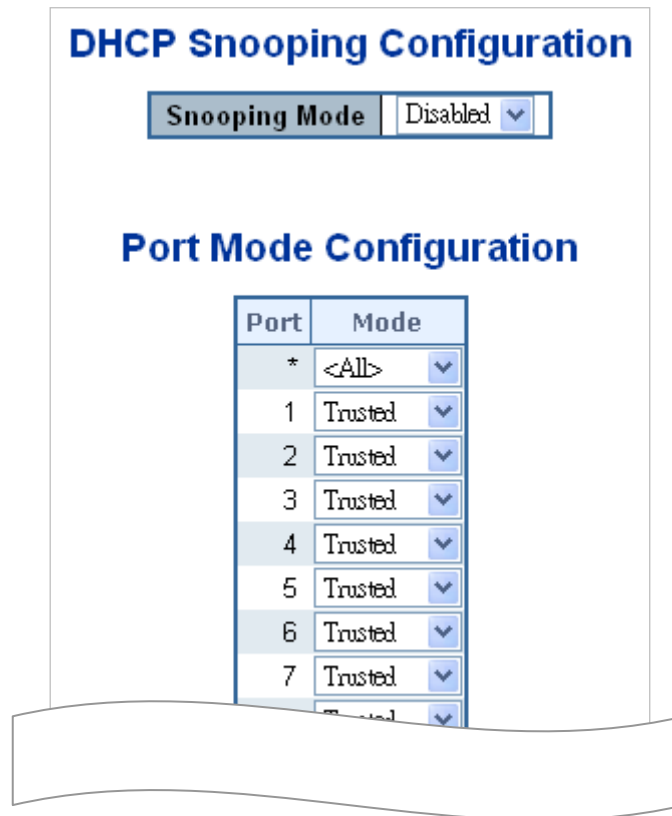 DHCP Snooping Configuration
Snooping Mode Disabled
Port Mode Configuration
Port Mode
* <All>
1 Trusted
2 Trusted
3 Trusted
4 Trusted
5 Trusted
6 Trusted
7 Trusted
Trusted